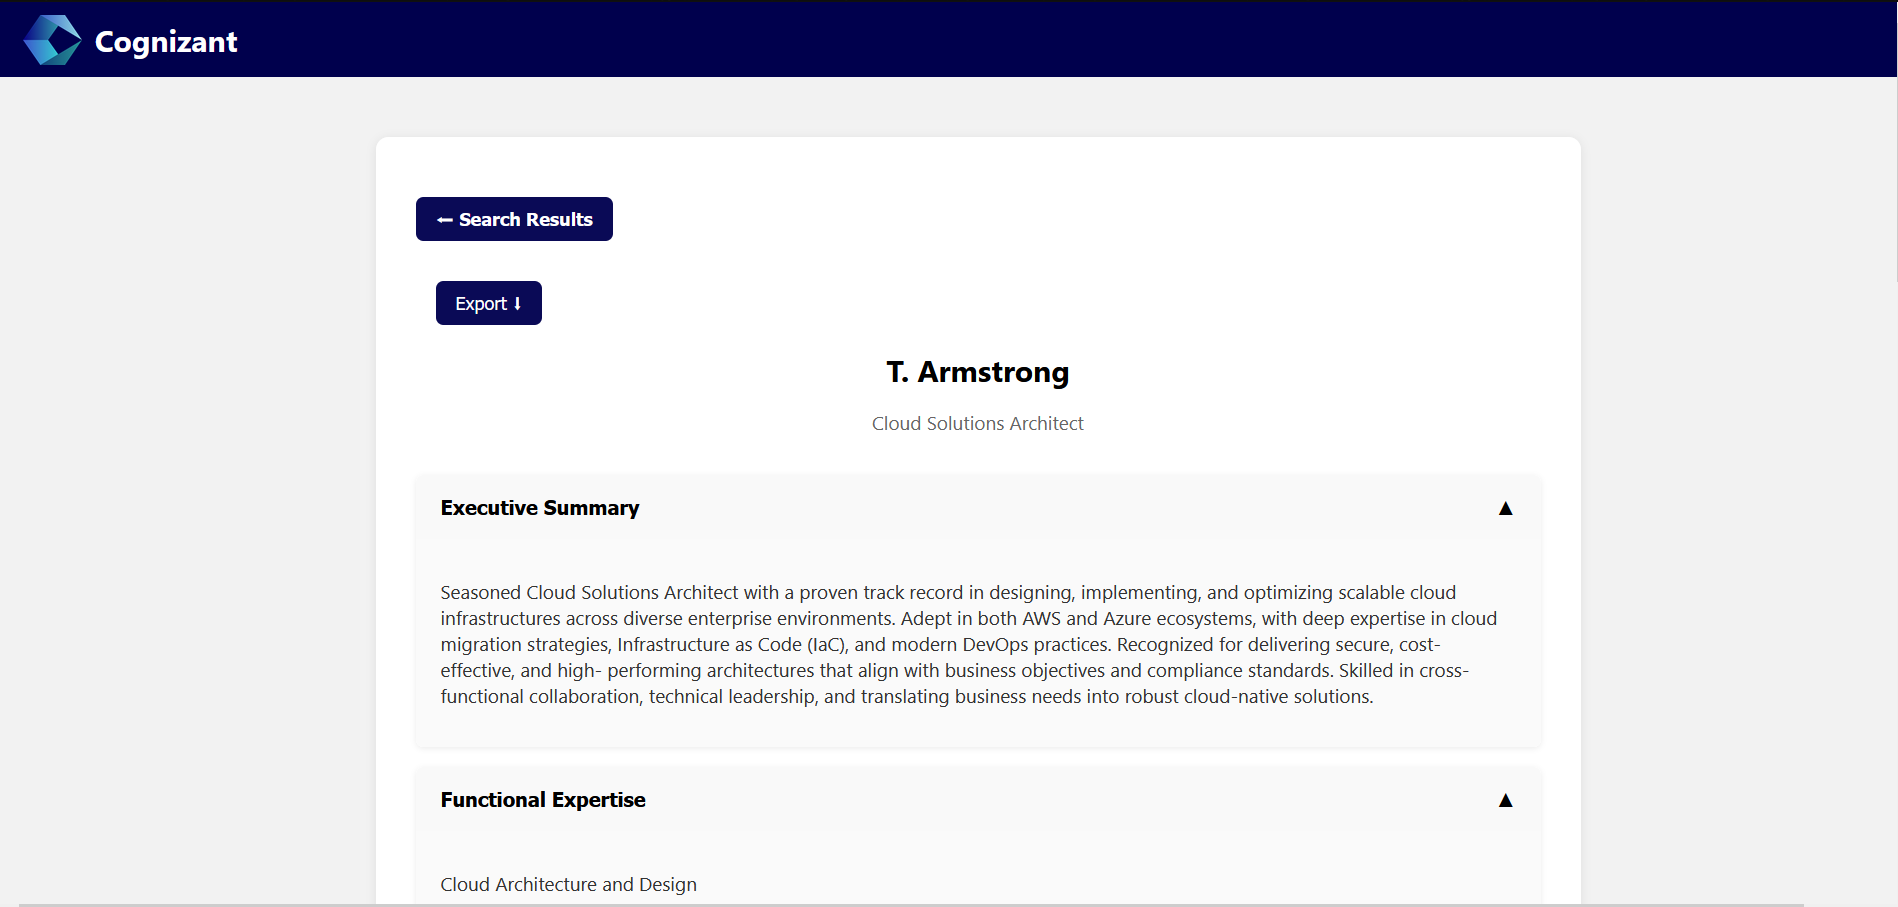 Cognizant
← Search Results
Export ↓
T. Armstrong
Cloud Solutions Architect
Executive Summary ▲
Seasoned Cloud Solutions Architect with a proven track record in designing, implementing, and optimizing scalable cloud
infrastructures across diverse enterprise environments. Adept in both AWS and Azure ecosystems, with deep expertise in cloud
migration strategies, Infrastructure as Code (IaC), and modern DevOps practices. Recognized for delivering secure, cost-
effective, and high- performing architectures that align with business objectives and compliance standards. Skilled in cross-
functional collaboration, technical leadership, and translating business needs into robust cloud-native solutions.
Functional Expertise ▲
Cloud Architecture and Design